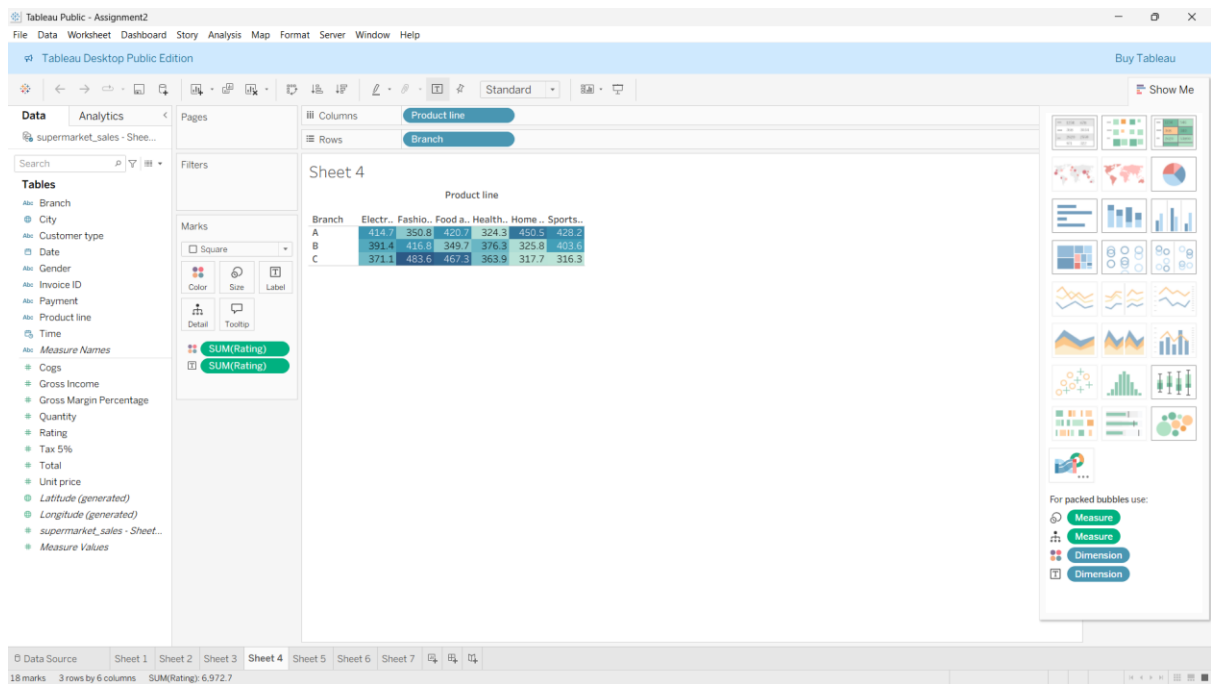 Tableau Public - Assignment2
File Data Worksheet Dashboard Story Analysis Map Format Server Window Help
Tableau Desktop Public Edition
Buy Tableau
Standard
Show Me
Data
Analytics
supermarket_sales - Shee...
Search
Tables
Abc Branch
City
Abc Customer type
Date
Abc Gender
Abc Invoice ID
Abc Payment
Abc Product line
Time
Abc Measure Names
# Cogs
# Gross Income
# Gross Margin Percentage
# Quantity
# Rating
# Tax 5%
# Total
# Unit price
Latitude (generated)
Longitude (generated)
# supermarket_sales - Sheet...
# Measure Values
Pages
Filters
Marks
Square
Color Size Label
Detail Tooltip
SUM(Rating)
SUM(Rating)
Columns Product line
Rows Branch
Sheet 4
Product line
Branch Electr.. Fashio.. Food a.. Health.. Home .. Sports..
A 414.7 350.8 420.7 324.3 450.5 428.2
B 391.4 416.8 349.7 376.3 325.8 403.6
C 371.1 483.6 467.3 363.9 317.7 316.3
For packed bubbles use:
Measure
Measure
Dimension
Dimension
Data Source Sheet 1 Sheet 2 Sheet 3 Sheet 4 Sheet 5 Sheet 6 Sheet 7
18 marks 3 rows by 6 columns SUM(Rating): 6,972.7